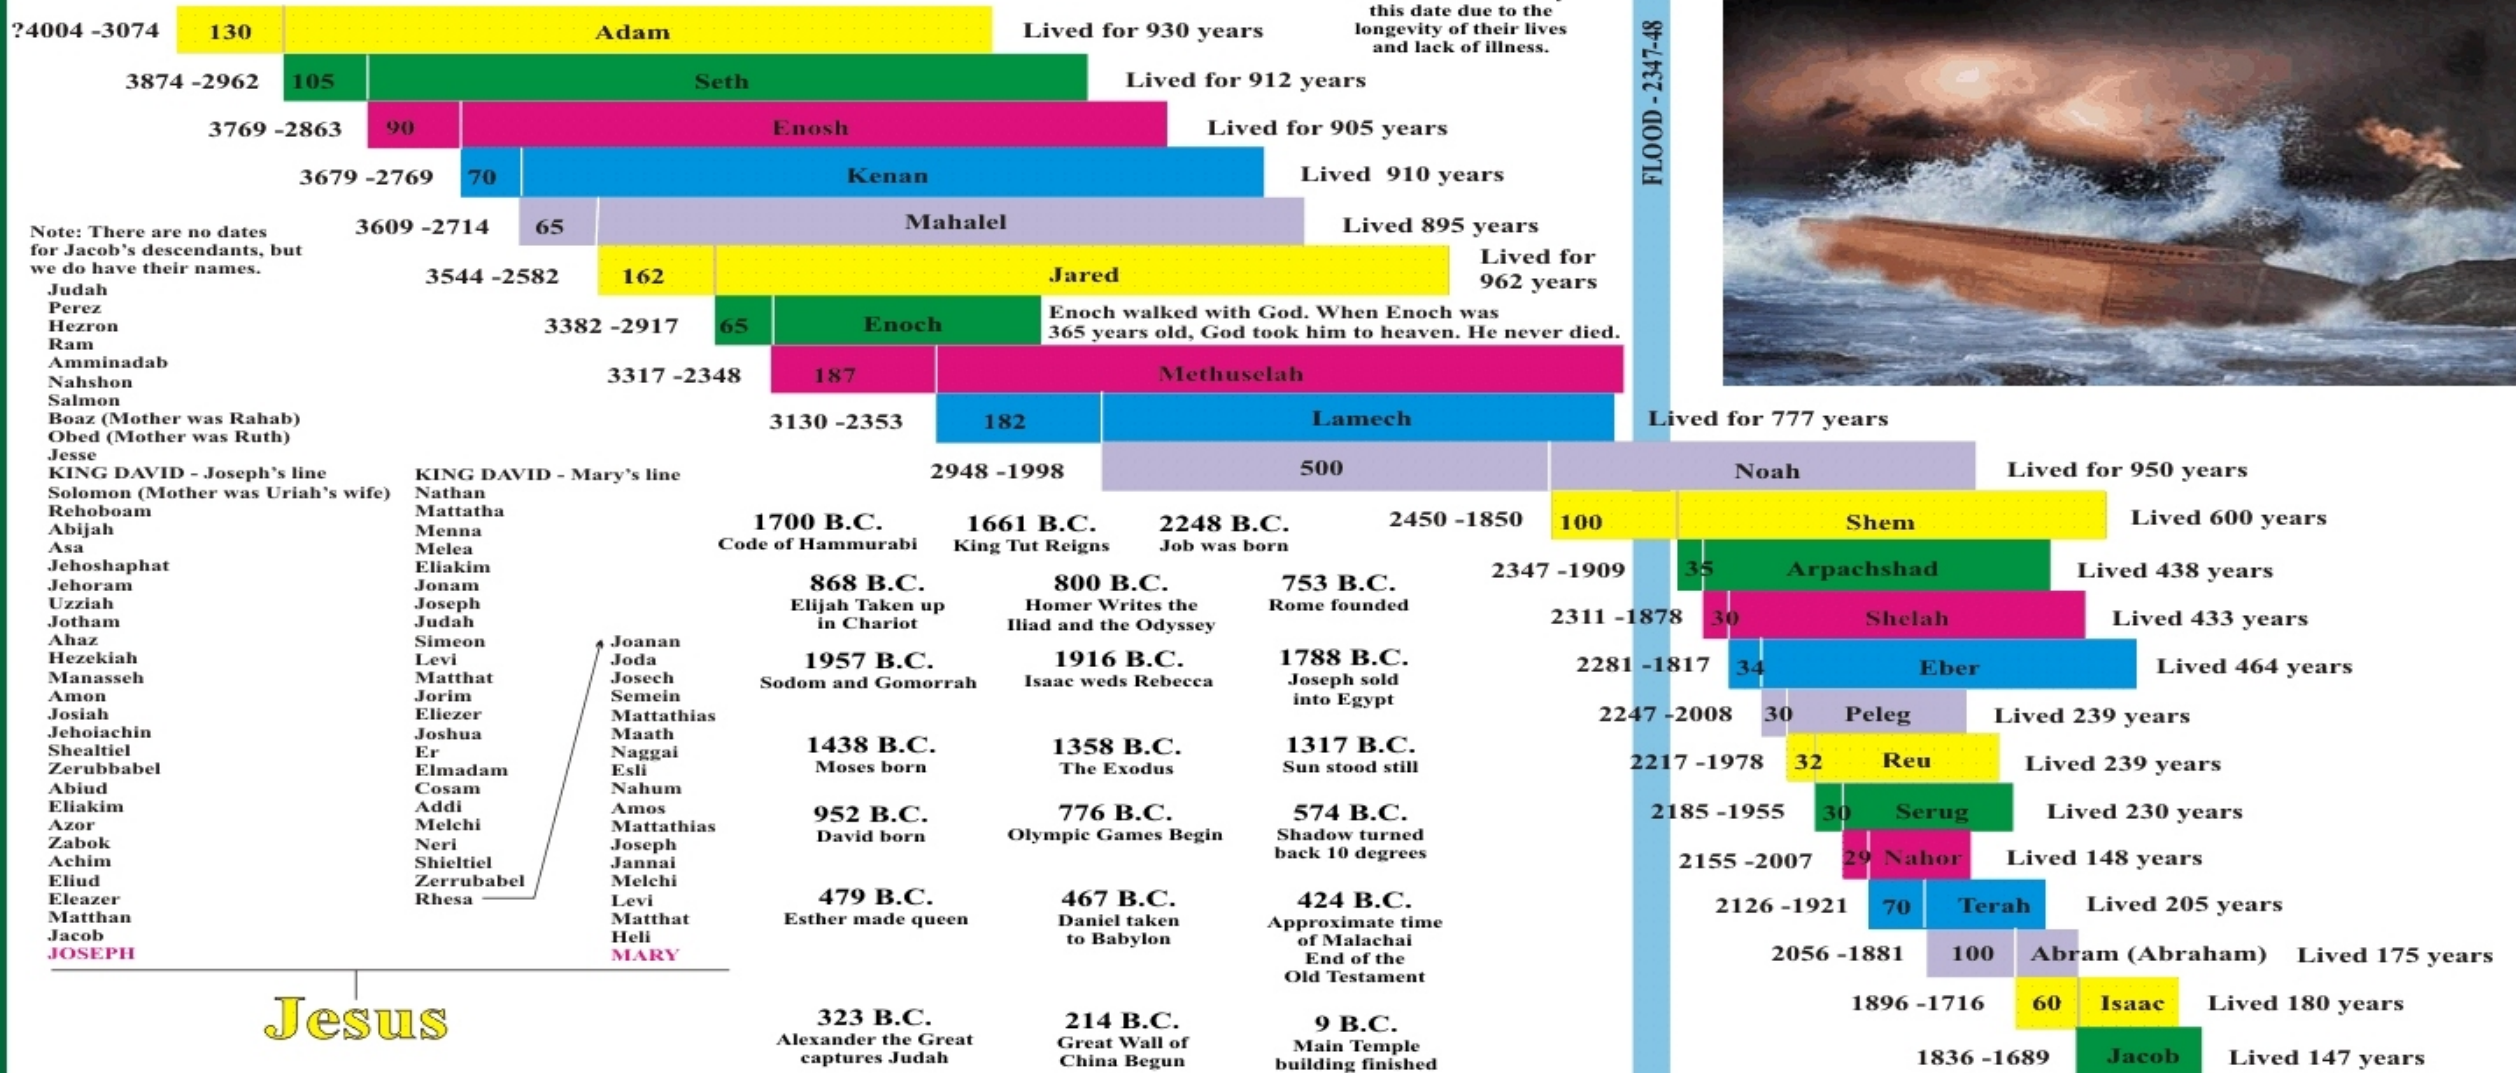 this date due to the
longevity of their lives
and lack of illness.
FLOOD - 2347-48
?4004 -3074 130 Adam Lived for 930 years
3874 -2962 105 Seth Lived for 912 years
3769 -2863 90 Enosh Lived for 905 years
3679 -2769 70 Kenan Lived 910 years
3609 -2714 65 Mahalel Lived 895 years
3544 -2582 162 Jared Lived for
962 years
3382 -2917 65 Enoch Enoch walked with God. When Enoch was
365 years old, God took him to heaven. He never died.
3317 -2348 187 Methuselah
3130 -2353 182 Lamech Lived for 777 years
2948 -1998 500 Noah Lived for 950 years
2450 -1850 100 Shem Lived 600 years
2347 -1909 35 Arpachshad Lived 438 years
2311 -1878 30 Shelah Lived 433 years
2281 -1817 34 Eber Lived 464 years
2247 -2008 30 Peleg Lived 239 years
2217 -1978 32 Reu Lived 239 years
2185 -1955 30 Serug Lived 230 years
2155 -2007 29 Nahor Lived 148 years
2126 -1921 70 Terah Lived 205 years
2056 -1881 100 Abram (Abraham) Lived 175 years
1896 -1716 60 Isaac Lived 180 years
1836 -1689 Jacob Lived 147 years
Note: There are no dates
for Jacob's descendants, but
we do have their names.
Judah
Perez
Hezron
Ram
Amminadab
Nahshon
Salmon
Boaz (Mother was Rahab)
Obed (Mother was Ruth)
Jesse
KING DAVID - Joseph's line
Solomon (Mother was Uriah's wife)
Rehoboam
Abijah
Asa
Jehoshaphat
Jehoram
Uzziah
Jotham
Ahaz
Hezekiah
Manasseh
Amon
Josiah
Jehoiachin
Shealtiel
Zerubbabel
Abiud
Eliakim
Azor
Zabok
Achim
Eliud
Eleazer
Matthan
Jacob
JOSEPH
KING DAVID - Mary's line
Nathan
Mattatha
Menna
Melea
Eliakim
Jonam
Joseph
Judah
Simeon
Levi
Matthat
Jorim
Eliezer
Joshua
Er
Elmadam
Cosam
Addi
Melchi
Neri
Shieltiel
Zerrubabel
Rhesa
Joanan
Joda
Josech
Semein
Mattathias
Maath
Naggai
Esli
Nahum
Amos
Mattathias
Joseph
Jannai
Melchi
Levi
Matthat
Heli
MARY
Jesus
1700 B.C.
Code of Hammurabi
1661 B.C.
King Tut Reigns
2248 B.C.
Job was born
868 B.C.
Elijah Taken up
in Chariot
800 B.C.
Homer Writes the
Iliad and the Odyssey
753 B.C.
Rome founded
1957 B.C.
Sodom and Gomorrah
1916 B.C.
Isaac weds Rebecca
1788 B.C.
Joseph sold
into Egypt
1438 B.C.
Moses born
1358 B.C.
The Exodus
1317 B.C.
Sun stood still
952 B.C.
David born
776 B.C.
Olympic Games Begin
574 B.C.
Shadow turned
back 10 degrees
479 B.C.
Esther made queen
467 B.C.
Daniel taken
to Babylon
424 B.C.
Approximate time
of Malachai
End of the
Old Testament
323 B.C.
Alexander the Great
captures Judah
214 B.C.
Great Wall of
China Begun
9 B.C.
Main Temple
building finished